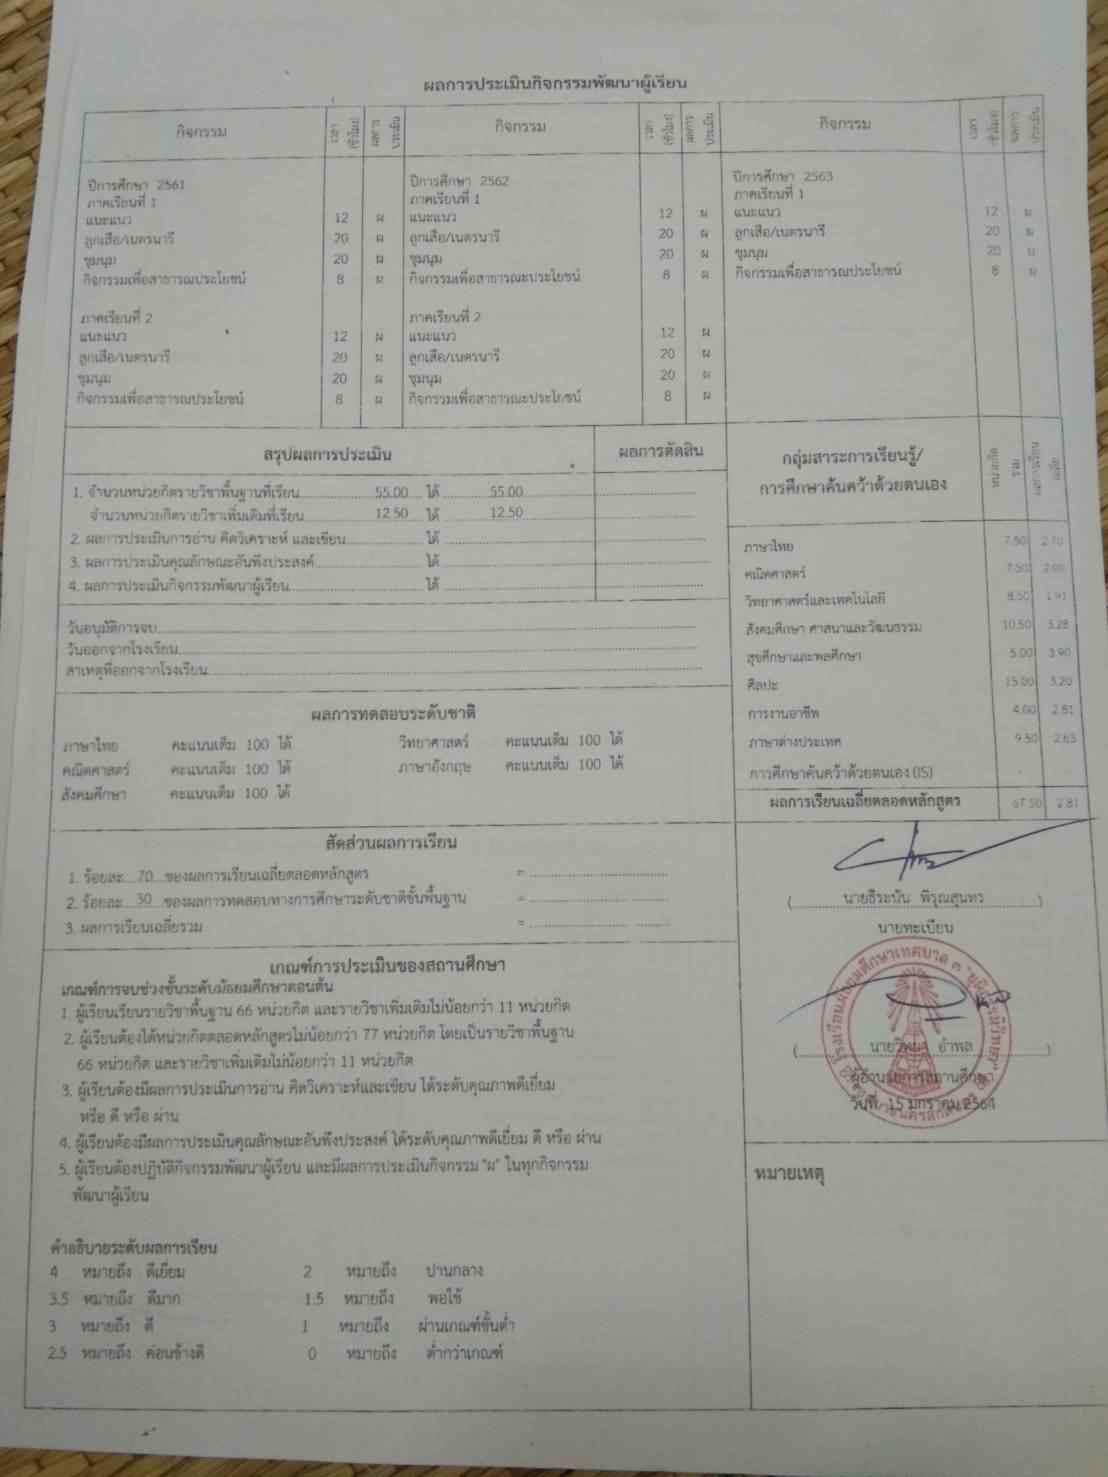 ผลการประเมินกิจกรรมพัฒนาผู้เรียน
กิจกรรม เวลา (ชั่วโมง) ผลการประเมิน กิจกรรม เวลา (ชั่วโมง) ผลการประเมิน กิจกรรม เวลา (ชั่วโมง) ผลการประเมิน
ปีการศึกษา 2561
ภาคเรียนที่ 1
แนะแนว 12 ผ
ลูกเสือ/เนตรนารี 20 ผ
ชุมนุม 20 ผ
กิจกรรมเพื่อสาธารณประโยชน์ 8 ผ
ภาคเรียนที่ 2
แนะแนว 12 ผ
ลูกเสือ/เนตรนารี 20 ผ
ชุมนุม 20 ผ
กิจกรรมเพื่อสาธารณประโยชน์ 8 ผ
ปีการศึกษา 2562
ภาคเรียนที่ 1
แนะแนว 12 ผ
ลูกเสือ/เนตรนารี 20 ผ
ชุมนุม 20 ผ
กิจกรรมเพื่อสาธารณะประโยชน์ 8 ผ
ภาคเรียนที่ 2
แนะแนว 12 ผ
ลูกเสือ/เนตรนารี 20 ผ
ชุมนุม 20 ผ
กิจกรรมเพื่อสาธารณะประโยชน์ 8 ผ
ปีการศึกษา 2563
ภาคเรียนที่ 1
แนะแนว 12 ผ
ลูกเสือ/เนตรนารี 20 ผ
ชุมนุม 20 ผ
กิจกรรมเพื่อสาธารณะประโยชน์ 8 ผ
สรุปผลการประเมิน ผลการตัดสิน
1. จำนวนหน่วยกิตรายวิชาพื้นฐานที่เรียน 55.00 ได้ 55.00
จำนวนหน่วยกิตรายวิชาเพิ่มเติมที่เรียน 12.50 ได้ 12.50
2. ผลการประเมินการอ่าน คิดวิเคราะห์ และเขียน ได้
3. ผลการประเมินคุณลักษณะอันพึงประสงค์ ได้
4. ผลการประเมินกิจกรรมพัฒนาผู้เรียน ได้
วันอนุมัติการจบ
วันออกจากโรงเรียน
สาเหตุที่ออกจากโรงเรียน
ผลการทดสอบระดับชาติ
ภาษาไทย คะแนนเต็ม 100 ได้ วิทยาศาสตร์ คะแนนเต็ม 100 ได้
คณิตศาสตร์ คะแนนเต็ม 100 ได้ ภาษาอังกฤษ คะแนนเต็ม 100 ได้
สังคมศึกษา คะแนนเต็ม 100 ได้
สัดส่วนผลการเรียน
1. ร้อยละ 70 ของผลการเรียนเฉลี่ยตลอดหลักสูตร =
2. ร้อยละ 30 ของผลการทดสอบทางการศึกษาระดับชาติขั้นพื้นฐาน =
3. ผลการเรียนเฉลี่ยรวม =
เกณฑ์การประเมินของสถานศึกษา
เกณฑ์การจบช่วงชั้นระดับมัธยมศึกษาตอนต้น
1. ผู้เรียนเรียนรายวิชาพื้นฐาน 66 หน่วยกิต และรายวิชาเพิ่มเติมไม่น้อยกว่า 11 หน่วยกิต
2. ผู้เรียนต้องได้หน่วยกิตตลอดหลักสูตรไม่น้อยกว่า 77 หน่วยกิต โดยเป็นรายวิชาพื้นฐาน
66 หน่วยกิต และรายวิชาเพิ่มเติมไม่น้อยกว่า 11 หน่วยกิต
3. ผู้เรียนต้องมีผลการประเมินการอ่าน คิดวิเคราะห์และเขียน ได้ระดับคุณภาพดีเยี่ยม
หรือ ดี หรือ ผ่าน
4. ผู้เรียนต้องมีผลการประเมินคุณลักษณะอันพึงประสงค์ ได้ระดับคุณภาพดีเยี่ยม ดี หรือ ผ่าน
5. ผู้เรียนต้องปฏิบัติกิจกรรมพัฒนาผู้เรียน และมีผลการประเมินกิจกรรม "ผ" ในทุกกิจกรรม
พัฒนาผู้เรียน
คำอธิบายระดับผลการเรียน
4 หมายถึง ดีเยี่ยม 2 หมายถึง ปานกลาง
3.5 หมายถึง ดีมาก 1.5 หมายถึง พอใช้
3 หมายถึง ดี 1 หมายถึง ผ่านเกณฑ์ขั้นต่ำ
2.5 หมายถึง ค่อนข้างดี 0 หมายถึง ต่ำกว่าเกณฑ์
กลุ่มสาระการเรียนรู้/
การศึกษาค้นคว้าด้วยตนเอง
หน่วยกิตรวม ผลการเรียนเฉลี่ย
ภาษาไทย 7.50 2.70
คณิตศาสตร์ 7.50 2.00
วิทยาศาสตร์และเทคโนโลยี 8.50 1.91
สังคมศึกษา ศาสนาและวัฒนธรรม 10.50 3.28
สุขศึกษาและพลศึกษา 5.00 3.90
ศิลปะ 15.00 3.20
การงานอาชีพ 4.00 2.81
ภาษาต่างประเทศ 9.50 2.63
การศึกษาค้นคว้าด้วยตนเอง (IS)
ผลการเรียนเฉลี่ยตลอดหลักสูตร 67.50 2.81
( นายธีระนัน พิรุณสุนทร )
นายทะเบียน
ผู้อำนวยการสถานศึกษา
วันที่ 15 มกราคม 2564
หมายเหตุ